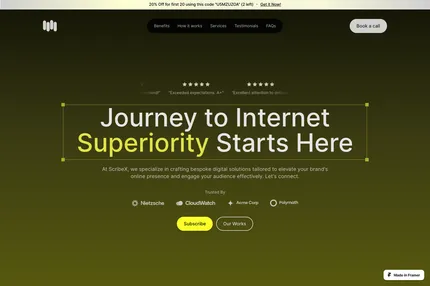 20% Off for first 20 using this code "USMZUZOA" (2 left) - Get it Now!
Benefits How it works Services Testimonials FAQs
Book a call
"Exceeded expectations. A+" "Excellent attention to
Journey to Internet
Superiority Starts Here
At ScribeX, we specialize in crafting bespoke digital solutions tailored to elevate your brand's
online presence and engage your audience effectively. Let's connect.
Trusted By
Nietzsche CloudWatch Acme Corp Polymath
Subscribe Our Works
Made in Framer